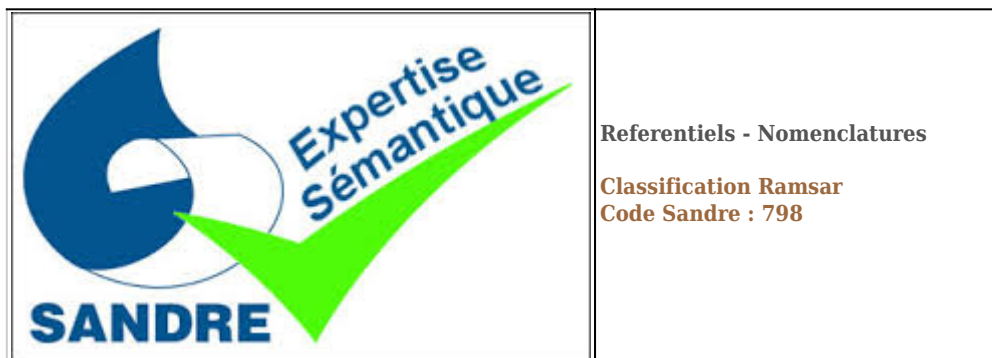 Expertise
Sémantique
SANDRE
Referentiels - Nomenclatures
Classification Ramsar
Code Sandre : 798